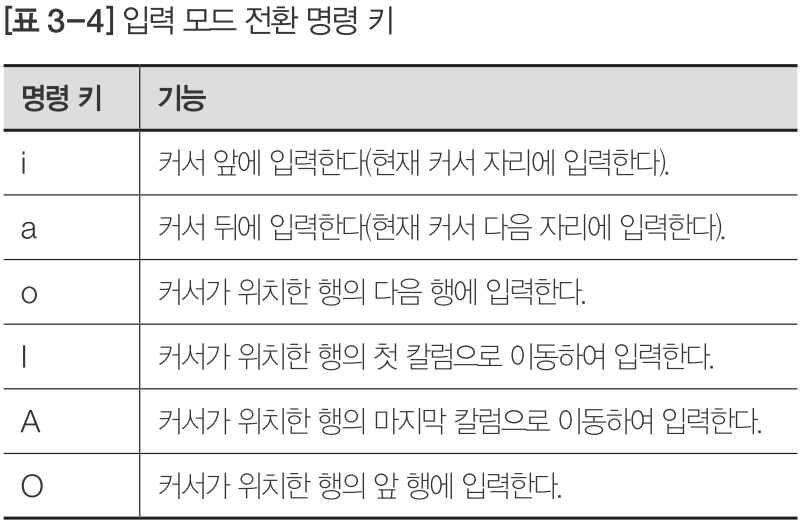 [표 3-4] 입력 모드 전환 명령 키
명령 키 기능
i 커서 앞에 입력한다(현재 커서 자리에 입력한다).
a 커서 뒤에 입력한다(현재 커서 다음 자리에 입력한다).
o 커서가 위치한 행의 다음 행에 입력한다.
I 커서가 위치한 행의 첫 칼럼으로 이동하여 입력한다.
A 커서가 위치한 행의 마지막 칼럼으로 이동하여 입력한다.
O 커서가 위치한 행의 앞 행에 입력한다.